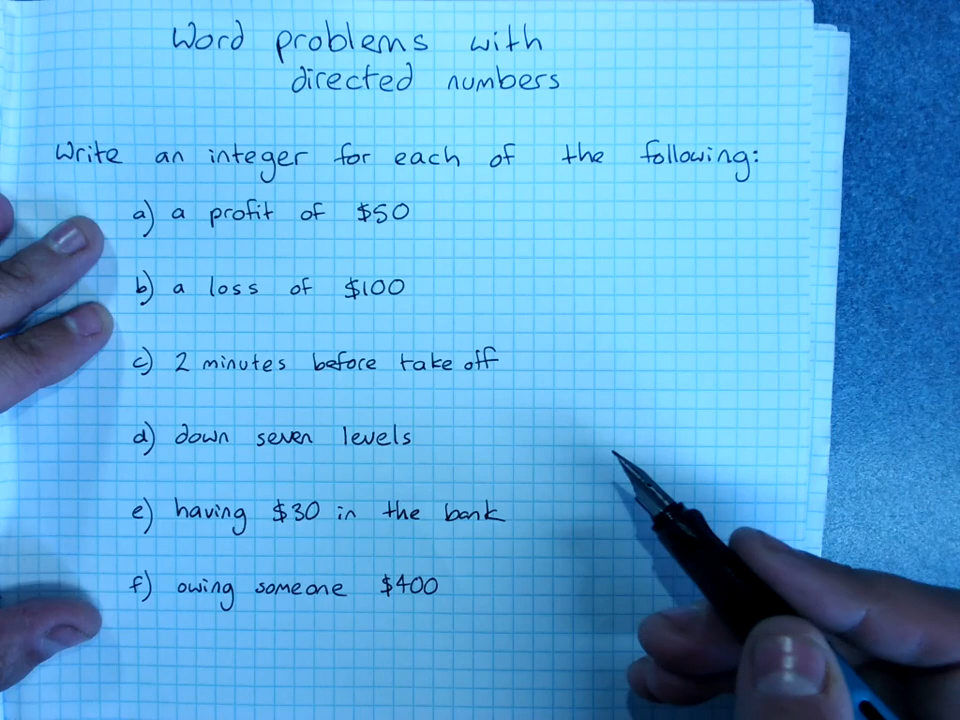 Word problems with
directed numbers
Write an integer for each of the following:
a) a profit of $50
b) a loss of $100
c) 2 minutes before take off
d) down seven levels
e) having $30 in the bank
f) owing someone $400